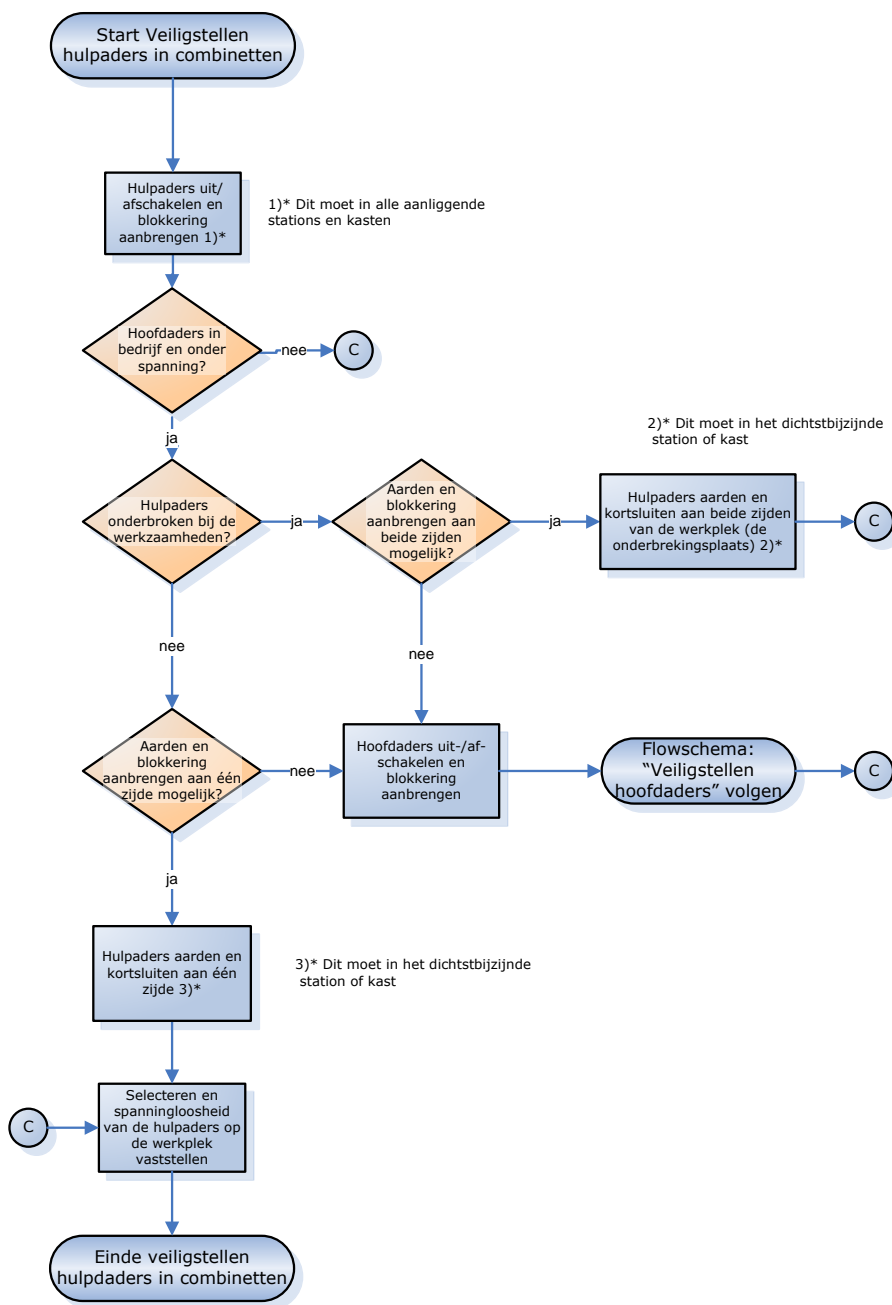 Start Veiligstellen
hulpaders in combinetten
Hulpaders uit/
afschakelen en
blokkering
aanbrengen 1)*
1)* Dit moet in alle aanliggende
stations en kasten
Hoofdaders in
bedrijf en onder
spanning?
nee
C
ja
2)* Dit moet in het dichtstbijzijnde
station of kast
Hulpaders
onderbroken bij de
werkzaamheden?
ja
Aarden en
blokkering
aanbrengen aan
beide zijden
mogelijk?
ja
Hulpaders aarden en
kortsluiten aan beide zijden
van de werkplek (de
onderbrekingsplaats) 2)*
C
nee
nee
Aarden en
blokkering
aanbrengen aan één
zijde mogelijk?
nee
Hoofdaders uit-/af-
schakelen en
blokkering
aanbrengen
Flowschema:
“Veiligstellen
hoofdaders” volgen
C
ja
Hulpaders aarden en
kortsluiten aan één
zijde 3)*
3)* Dit moet in het dichtstbijzijnde
station of kast
C
Selecteren en
spanningloosheid
van de hulpaders op
de werkplek
vaststellen
Einde veiligstellen
hulpdaders in combinetten